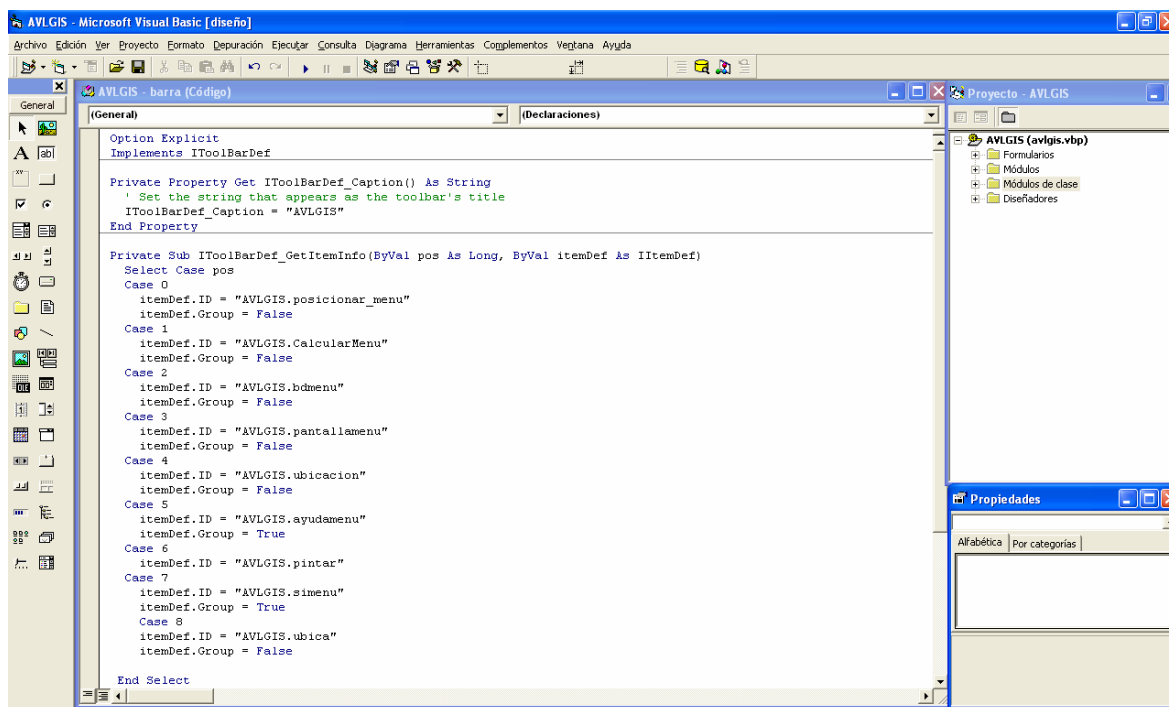 AVLGIS - Microsoft Visual Basic [diseño]
Archivo Edición Ver Proyecto Formato Depuración Ejecutar Consulta Diagrama Herramientas Complementos Ventana Ayuda
General
AVLGIS - barra (Código)
(General) (Declaraciones)
Option Explicit
Implements IToolBarDef
Private Property Get IToolBarDef_Caption() As String
' Set the string that appears as the toolbar's title
IToolBarDef_Caption = "AVLGIS"
End Property
Private Sub IToolBarDef_GetItemInfo(ByVal pos As Long, ByVal itemDef As IItemDef)
Select Case pos
Case 0
itemDef.ID = "AVLGIS.posicionar_menu"
itemDef.Group = False
Case 1
itemDef.ID = "AVLGIS.CalcularMenu"
itemDef.Group = False
Case 2
itemDef.ID = "AVLGIS.bdmenu"
itemDef.Group = False
Case 3
itemDef.ID = "AVLGIS.pantallamenu"
itemDef.Group = False
Case 4
itemDef.ID = "AVLGIS.ubicacion"
itemDef.Group = False
Case 5
itemDef.ID = "AVLGIS.ayudamenu"
itemDef.Group = True
Case 6
itemDef.ID = "AVLGIS.pintar"
Case 7
itemDef.ID = "AVLGIS.simenu"
itemDef.Group = True
Case 8
itemDef.ID = "AVLGIS.ubica"
itemDef.Group = False
End Select
Proyecto - AVLGIS
AVLGIS (avlgis.vbp)
Formularios
Módulos
Módulos de clase
Diseñadores
Propiedades
Alfabética Por categorías